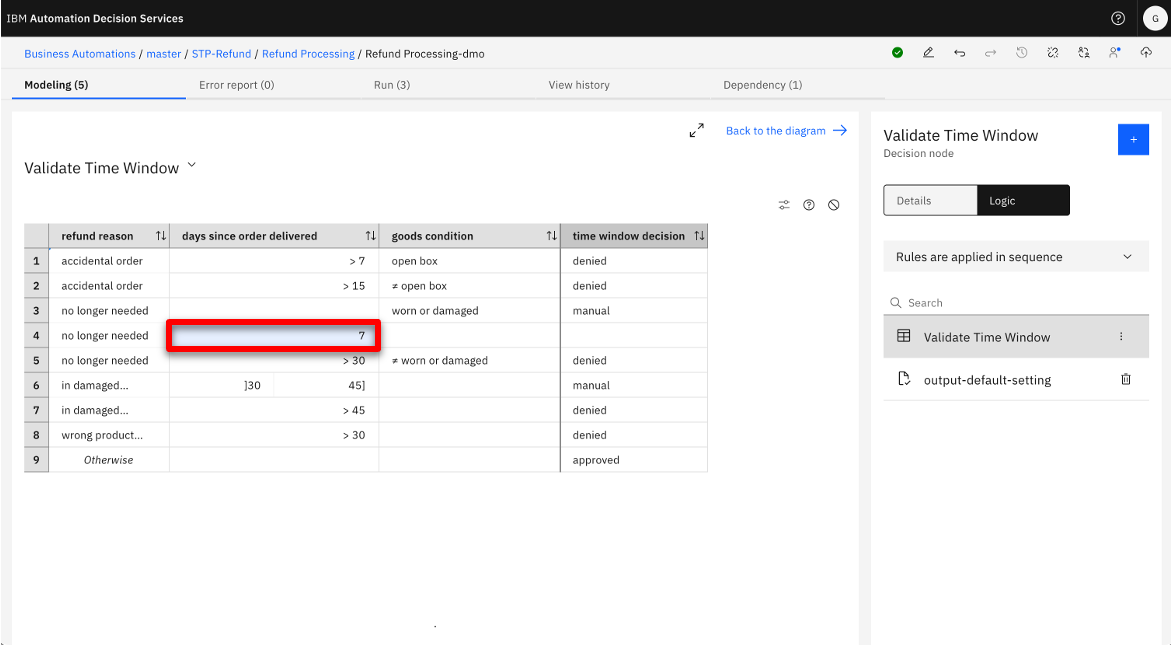 IBM Automation Decision Services
G
Business Automations / master / STP-Refund / Refund Processing / Refund Processing-dmo
Modeling (5) Error report (0) Run (3) View history Dependency (1)
Back to the diagram
Validate Time Window
refund reason days since order delivered goods condition time window decision
1 accidental order > 7 open box denied
2 accidental order > 15 ≠ open box denied
3 no longer needed worn or damaged manual
4 no longer needed 7
5 no longer needed > 30 ≠ worn or damaged denied
6 in damaged... ]30 45] manual
7 in damaged... > 45 denied
8 wrong product... > 30 denied
9 Otherwise approved
Validate Time Window
Decision node
+
Details Logic
Rules are applied in sequence
Search
Validate Time Window
output-default-setting